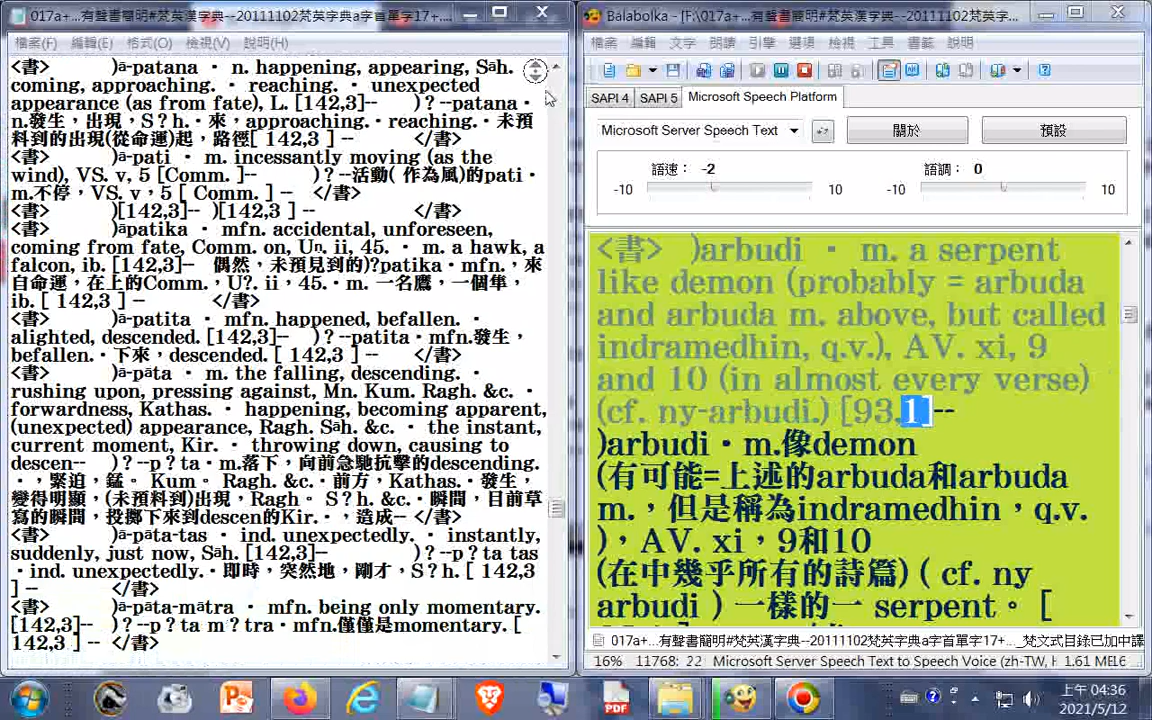 有聲書簡明#梵英漢字典--20111102梵英字典a字首單字17+...
檔案(F) 編輯(E) 格式(O) 檢視(V) 說明(H)
<書> )ā-patana · n. happening, appearing, Sāh.
coming, approaching. · reaching. · unexpected
appearance (as from fate), L. [142,3]-- )? --patana ·
n.發生，出現，S？h. · 來，approaching. · reaching. · 未預
料到的出現(從命運)起，路徑[ 142,3 ] -- </書>
<書> )ā-pati · m. incessantly moving (as the
wind), VS. v, 5 [Comm. ]-- )? --活動( 作為風)的pati ·
m.不停，VS. v，5 [ Comm. ] -- </書>
<書> )[142,3]-- )[142,3 ] -- </書>
<書> )āpatika · mfn. accidental, unforeseen,
coming from fate, Comm. on, Uṇ. ii, 45. · m. a hawk, a
falcon, ib. [142,3]-- 偶然，未預見到的)?patika · mfn.，來
自命運，在上的Comm.，U?. ii，45. · m. 一名鷹，一個隼，
ib. [ 142,3 ] -- </書>
<書> )ā-patita · mfn. happened, befallen. ·
alighted, descended. [142,3]-- )? --patita · mfn.發生，
befallen. · 下來，descended. [ 142,3 ] -- </書>
<書> )ā-pāta · m. the falling, descending. ·
rushing upon, pressing against, Mn. Kum. Ragh. &c. ·
forwardness, Kathas. · happening, becoming apparent,
(unexpected) appearance, Ragh. Sāh. &c. · the instant,
current moment, Kir. · throwing down, causing to
descen-- )? --p ? ta · m.落下，向前急馳抗擊的descending.
· ，緊迫，錳。 Kum。 Ragh. &c. · 前方，Kathas. · 發生，
變得明顯，(未預料到)出現，Ragh。 S？h. &c. · 瞬間，目前草
寫的瞬間，投擲下來到descen的Kir. · ，造成-- </書>
<書> )ā-pāta-tas · ind. unexpectedly. · instantly,
suddenly, just now, Sāh. [142,3]-- )? --p ? ta tas
· ind. unexpectedly. · 即時，突然地，剛才，S？h. [ 142,3
] -- </書>
<書> )ā-pāta-mātra · mfn. being only momentary.
[142,3]-- )? --p ? ta m ? tra · mfn.僅僅是momentary. [
142,3 ] -- </書>
Balabolka - [F:\017a+...有聲書簡明#梵英漢字典--20111102梵英字...
檔案 編輯 文字 朗讀 引擎 選項 檢視 工具 書籤 說明
SAPI 4 SAPI 5 Microsoft Speech Platform
Microsoft Server Speech Text 關於 預設
語速： -2 語調： 0
-10 10 -10 10
<書> )arbudi · m. a serpent
like demon (probably = arbuda
and arbuda m. above, but called
indramedhin, q.v.), AV. xi, 9
and 10 (in almost every verse)
(cf. ny-arbudi.) [93,1]--
)arbudi · m.像demon
(有可能=上述的arbuda和arbuda
m.，但是稱為indramedhin，q.v.
)，AV. xi，9和10
(在中幾乎所有的詩篇) ( cf. ny
arbudi ) 一樣的一 serpent。 [
017a+...有聲書簡明#梵英漢字典--20111102梵英字典a字首單字17+..._梵文式目錄已加中譯
16% 11768: 22 Microsoft Server Speech Text to Speech Voice (zh-TW, H 1.61 МБ
PDF
上午 04:36
2021/5/12